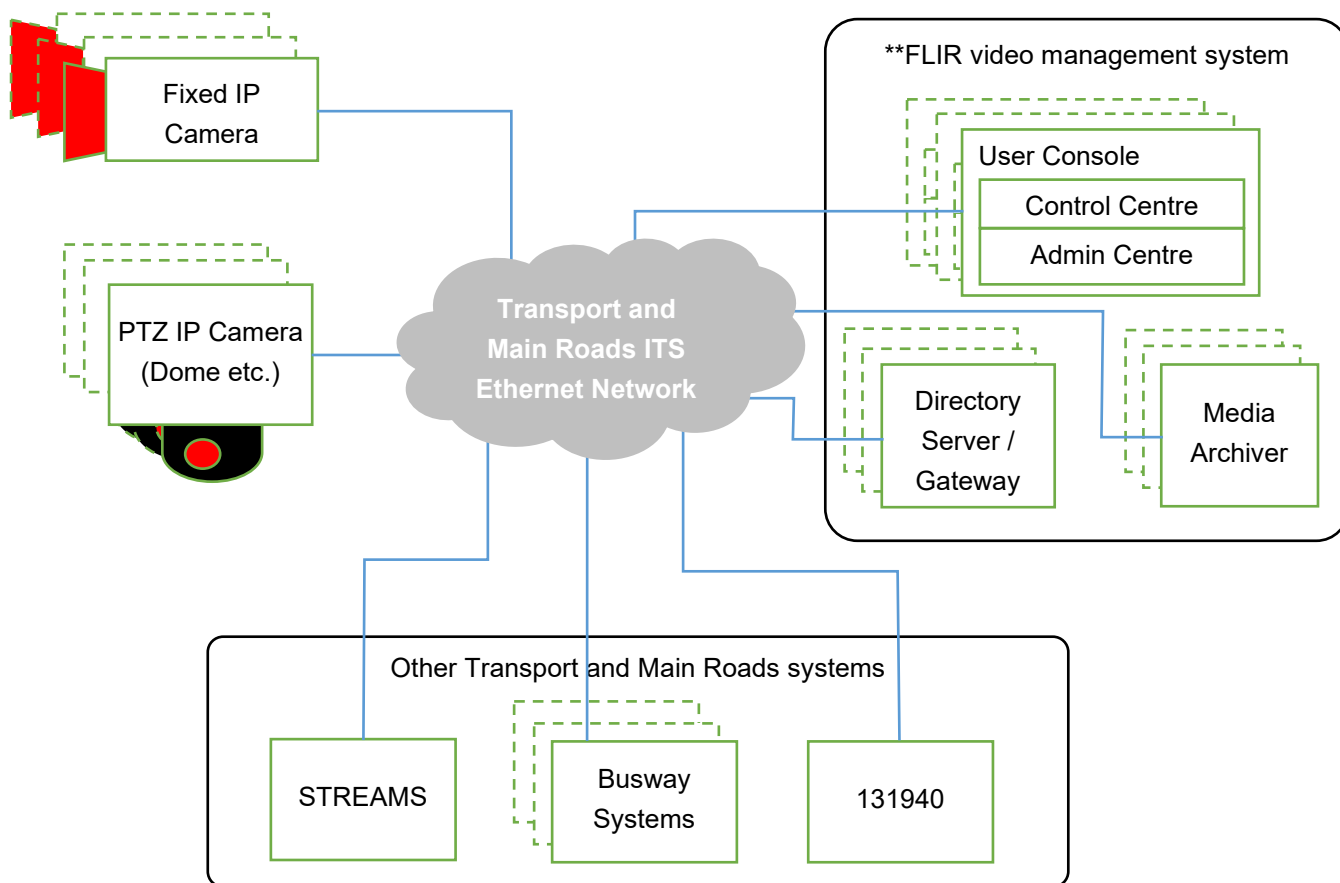 Fixed IP
Camera
**FLIR video management system
User Console
Control Centre
Admin Centre
PTZ IP Camera
(Dome etc.)
Transport and
Main Roads ITS
Ethernet Network
Directory
Server /
Gateway
Media
Archiver
Other Transport and Main Roads systems
STREAMS
Busway
Systems
131940